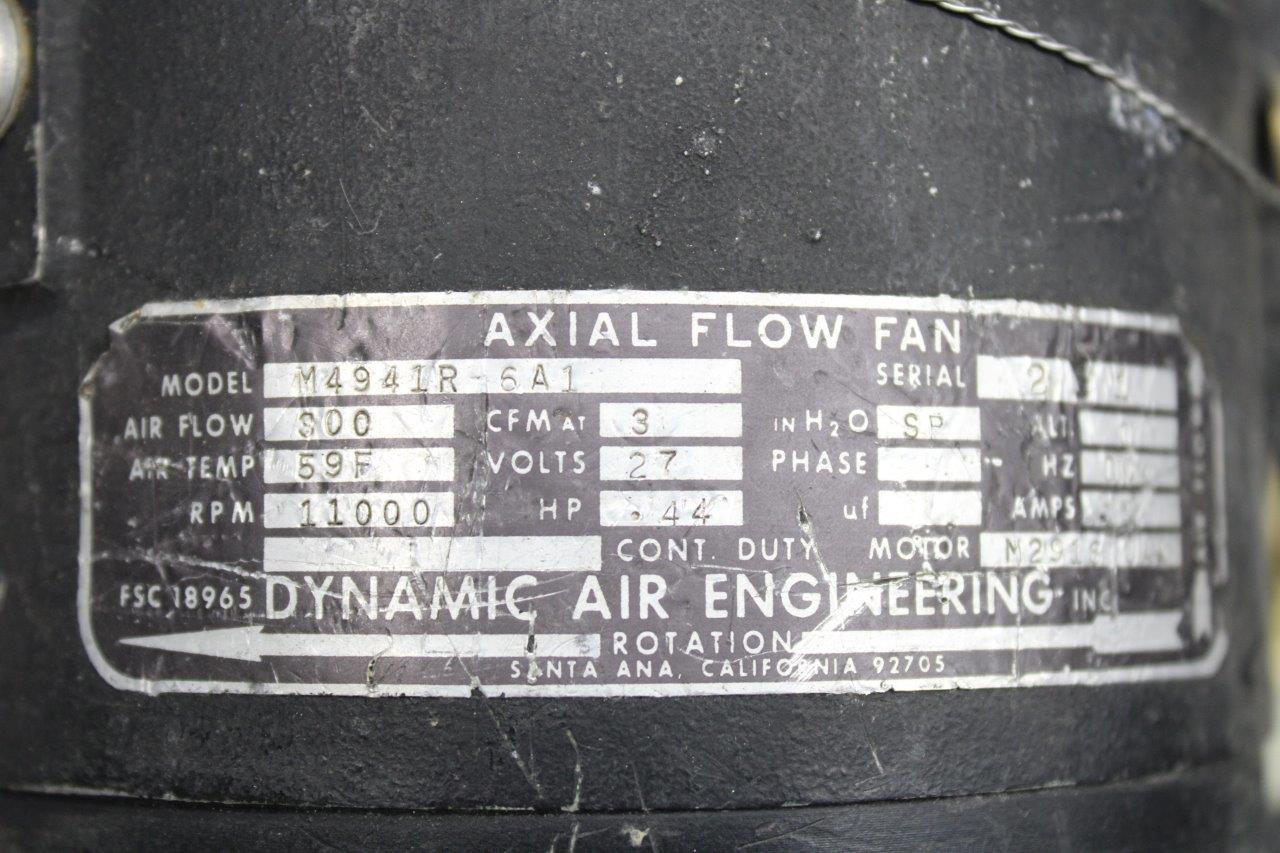 AXIAL FLOW FAN
MODEL M4941R-6A1 SERIAL
AIR FLOW 300 CFM AT 3 IN H2O SP ALT.
AIR TEMP 59F VOLTS 27 PHASE -- HZ
RPM 11000 HP .44 uf AMPS
CONT. DUTY MOTOR
FSC 18965 DYNAMIC AIR ENGINEERING INC
ROTATION
SANTA ANA, CALIFORNIA 92705